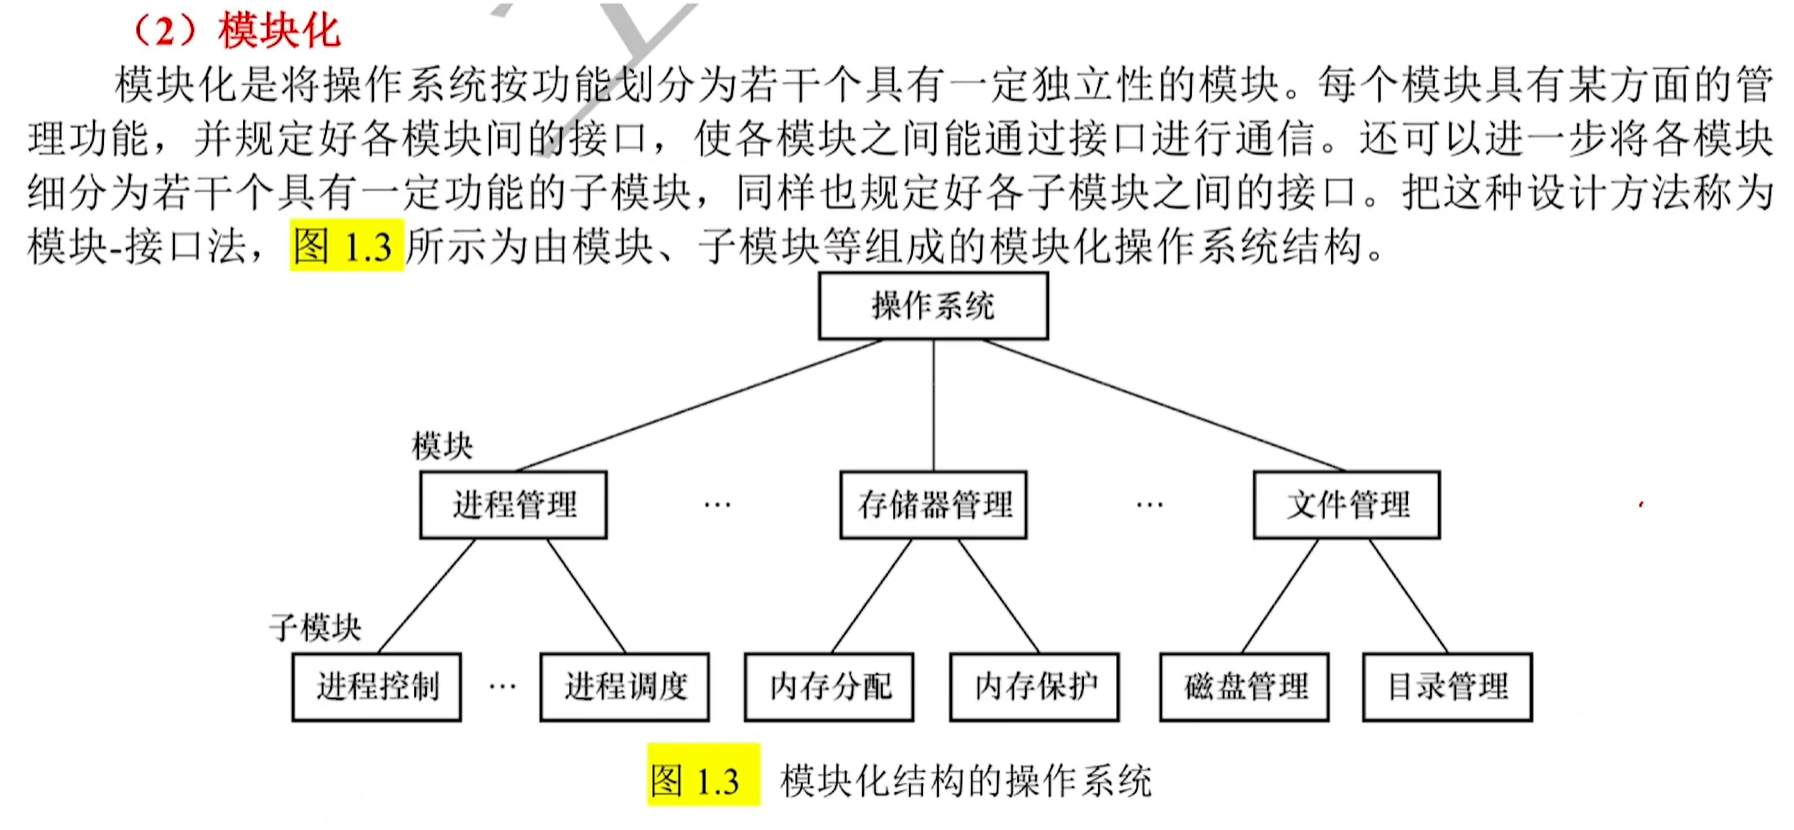 （2）模块化
模块化是将操作系统按功能划分为若干个具有一定独立性的模块。每个模块具有某方面的管
理功能，并规定好各模块间的接口，使各模块之间能通过接口进行通信。还可以进一步将各模块
细分为若干个具有一定功能的子模块，同样也规定好各子模块之间的接口。把这种设计方法称为
模块-接口法，图 1.3 所示为由模块、子模块等组成的模块化操作系统结构。
操作系统
模块
进程管理 … 存储器管理 … 文件管理
子模块
进程控制 … 进程调度 内存分配 内存保护 磁盘管理 目录管理
图 1.3 模块化结构的操作系统